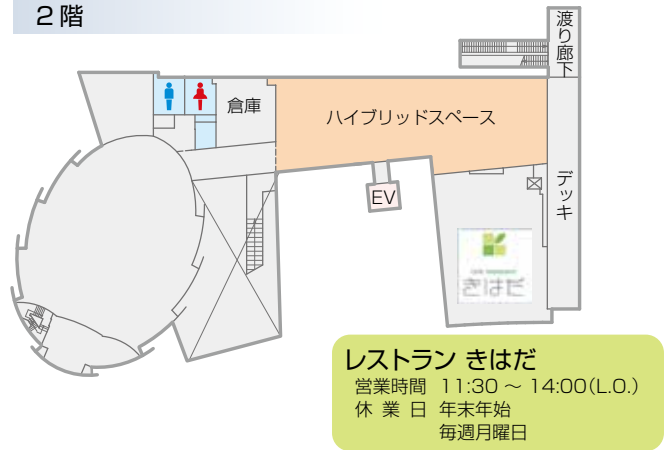 2階
渡り廊下
倉庫
ハイブリッドスペース
EV
デッキ
きはだ
レストラン きはだ
営業時間 11:30 ～ 14:00(L.O.)
休業日 年末年始
毎週月曜日